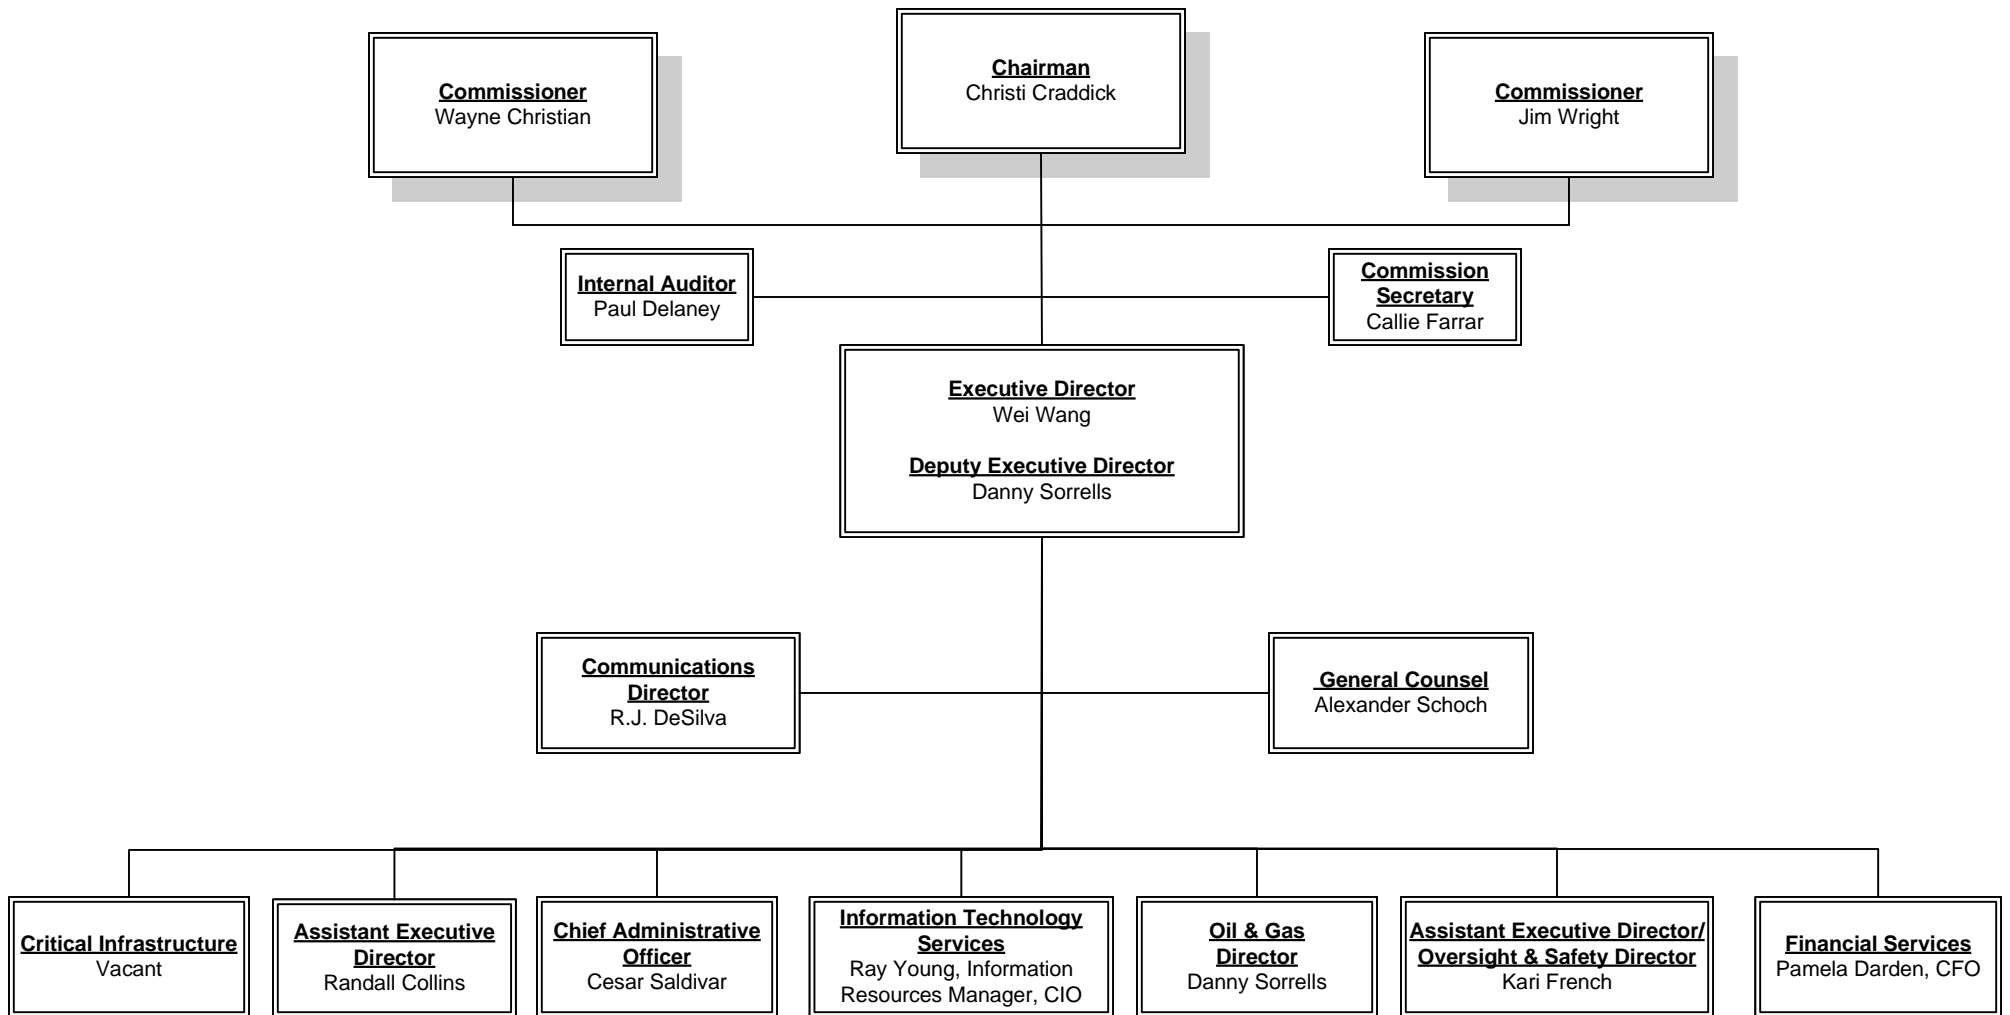 Commissioner
Wayne Christian
Chairman
Christi Craddick
Commissioner
Jim Wright
Internal Auditor
Paul Delaney
Commission
Secretary
Callie Farrar
Executive Director
Wei Wang
Deputy Executive Director
Danny Sorrells
Communications
Director
R.J. DeSilva
General Counsel
Alexander Schoch
Critical Infrastructure
Vacant
Assistant Executive
Director
Randall Collins
Chief Administrative
Officer
Cesar Saldivar
Information Technology
Services
Ray Young, Information
Resources Manager, CIO
Oil & Gas
Director
Danny Sorrells
Assistant Executive Director/
Oversight & Safety Director
Kari French
Financial Services
Pamela Darden, CFO